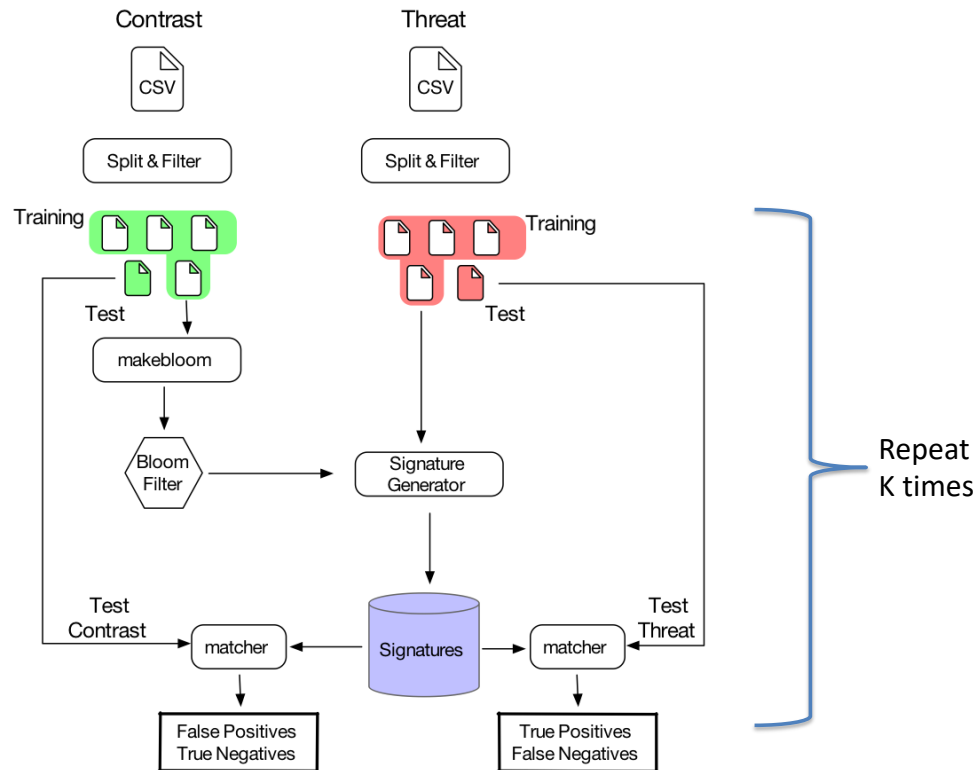 Contrast
Threat
CSV
CSV
Split & Filter
Split & Filter
Training
Training
Test
Test
makebloom
Bloom
Filter
Signature
Generator
Repeat
K times
Test
Contrast
Test
Threat
matcher
Signatures
matcher
False Positives
True Negatives
True Positives
False Negatives